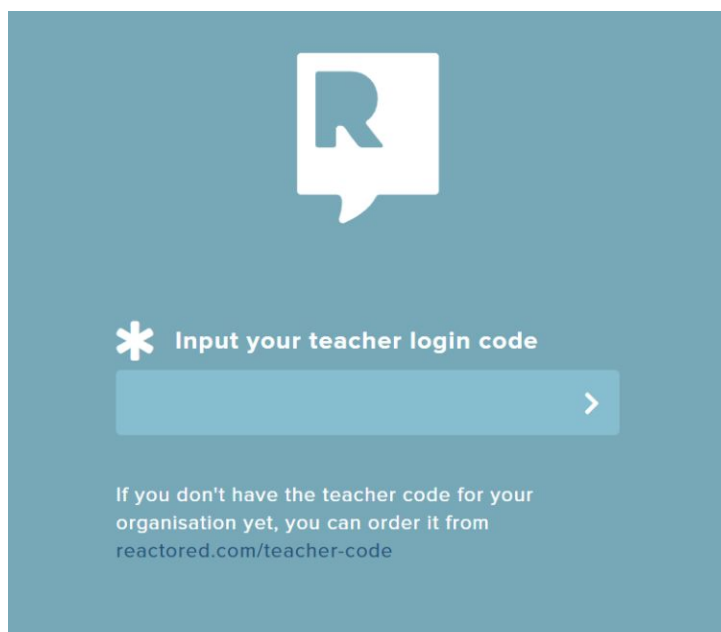 R
Input your teacher login code
If you don't have the teacher code for your
organisation yet, you can order it from
reactored.com/teacher-code